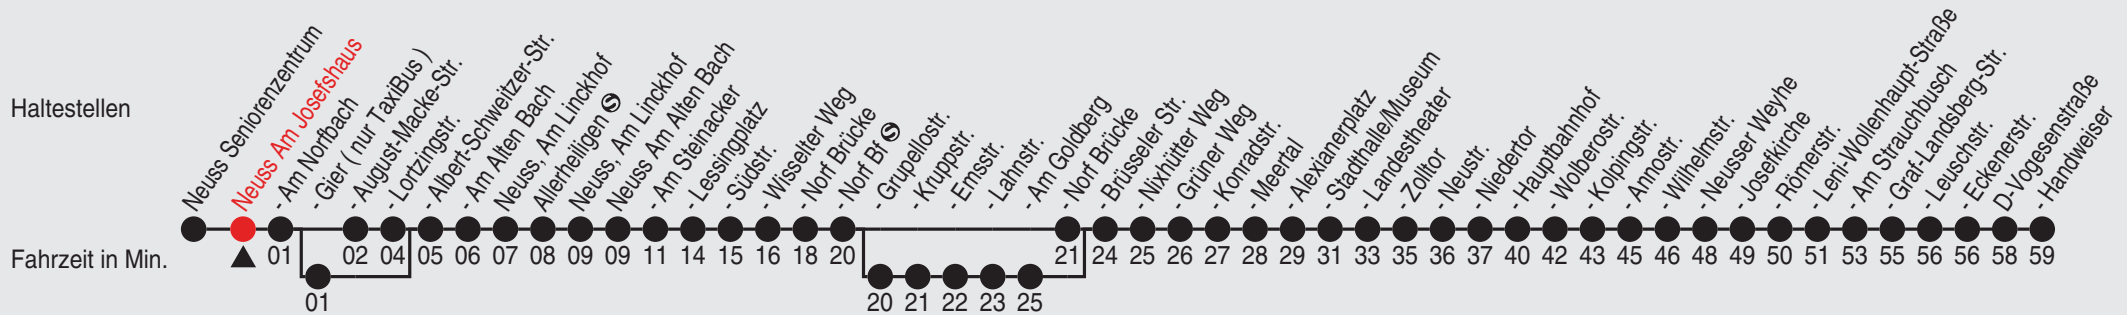 Haltestellen
Neuss Seniorenzentrum
Neuss Am Josefshaus
- Am Norfbach
- Gier ( nur TaxiBus )
- August-Macke-Str.
- Lortzingstr.
- Albert-Schweitzer-Str.
- Am Alten Bach
Neuss, Am Linckhof
Allerheiligen Ⓢ
Neuss, Am Linckhof
Neuss Am Alten Bach
- Am Steinacker
- Lessingplatz
- Südstr.
- Wisselter Weg
- Norf Brücke
- Norf Bf Ⓢ
- Grupellostr.
- Kruppstr.
- Emsstr.
- Lahnstr.
- Am Goldberg
- Norf Brücke
- Brüsseler Str.
- Nixhütter Weg
- Grüner Weg
- Konradstr.
- Meertal
- Alexianerplatz
- Stadthalle/Museum
- Landestheater
- Zolltor
- Neustr.
- Niedertor
- Hauptbahnhof
- Wolberostr.
- Kolpingstr.
- Annostr.
- Wilhelmstr.
- Neusser Weyhe
- Josefkirche
- Römerstr.
- Leni-Wollenhaupt-Straße
- Am Strauchbusch
- Graf-Landsberg-Str.
- Leuschstr.
- Eckenerstr.
D-Vogesenstraße
- Handweiser
Fahrzeit in Min. 01 02 04 05 06 07 08 09 09 11 14 15 16 18 20 21 24 25 26 27 28 29 31 33 35 36 37 40 42 43 45 46 48 49 50 51 53 55 56 56 58 59
01 20 21 22 23 25